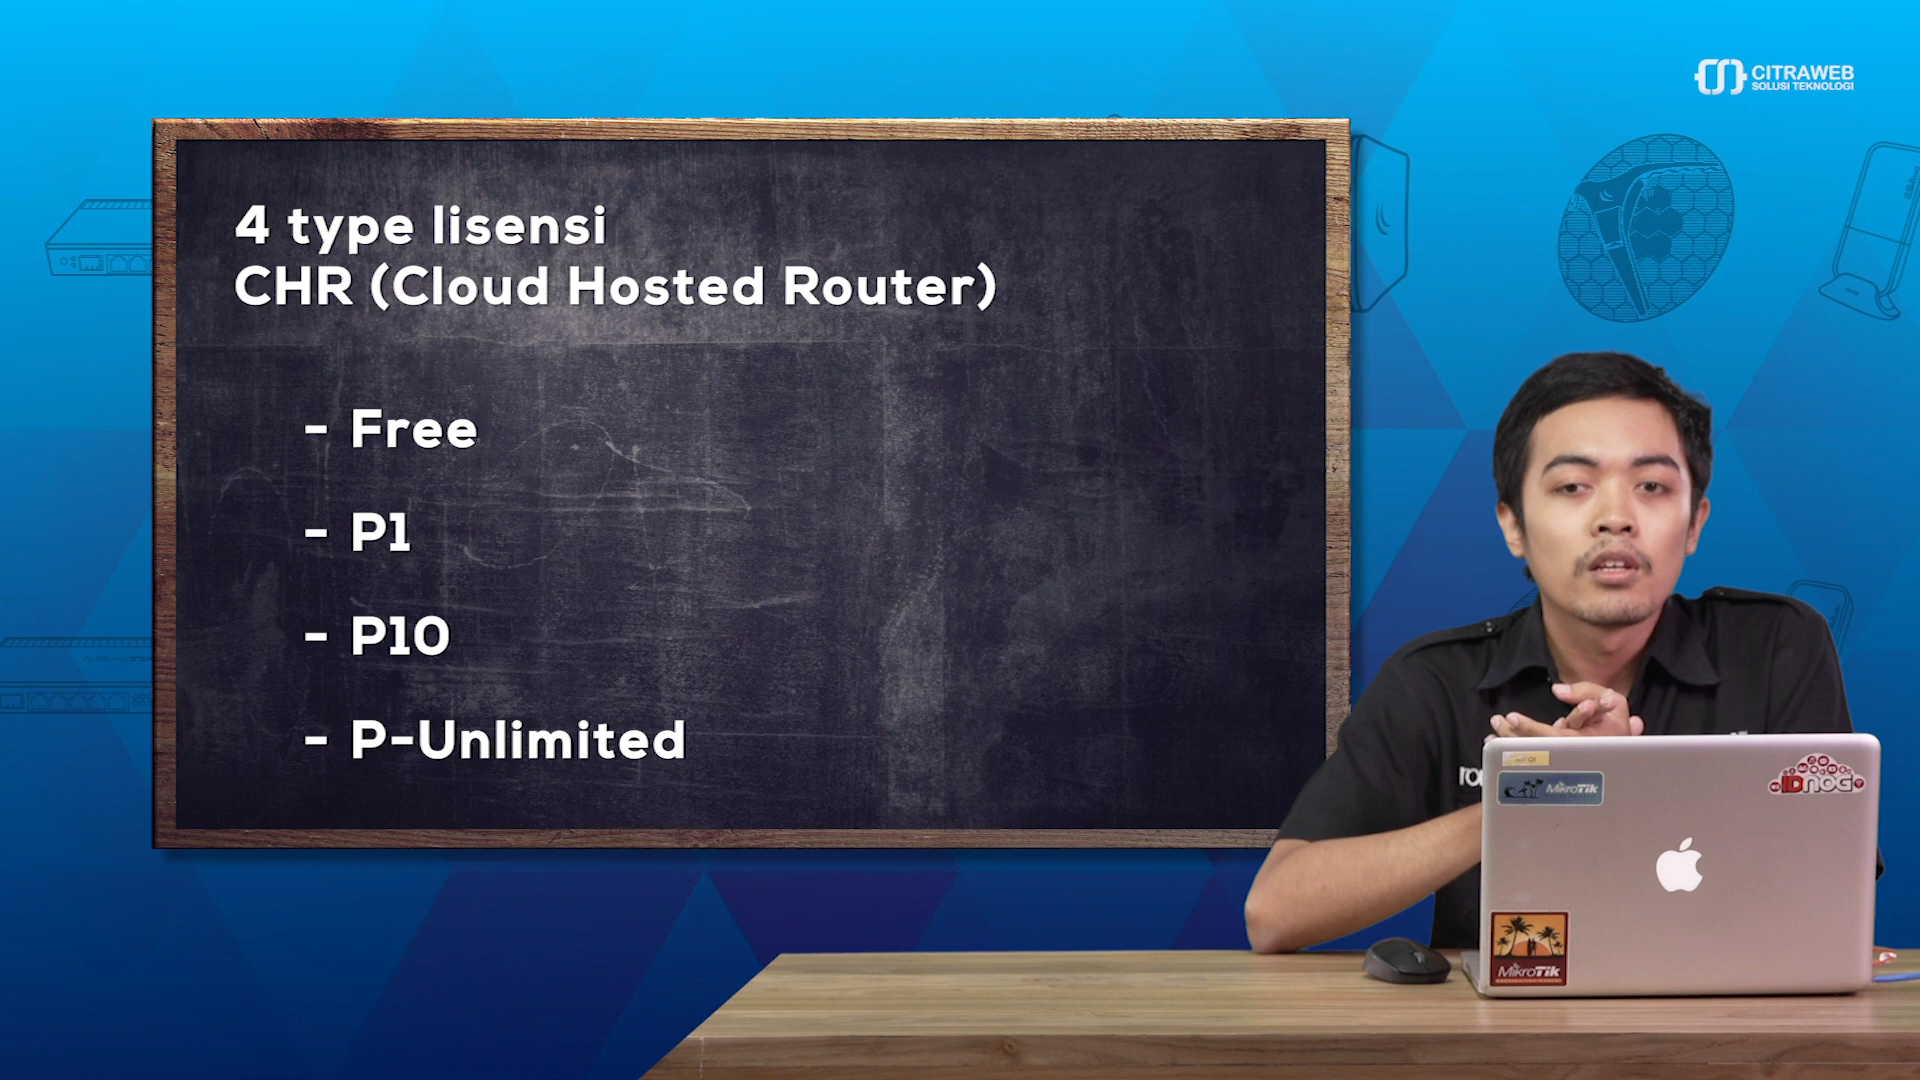 CITRAWEB
SOLUSI TEKNOLOGI
4 type lisensi
CHR (Cloud Hosted Router)
- Free
- P1
- P10
- P-Unlimited
MikroTik
IDNOG
MikroTik